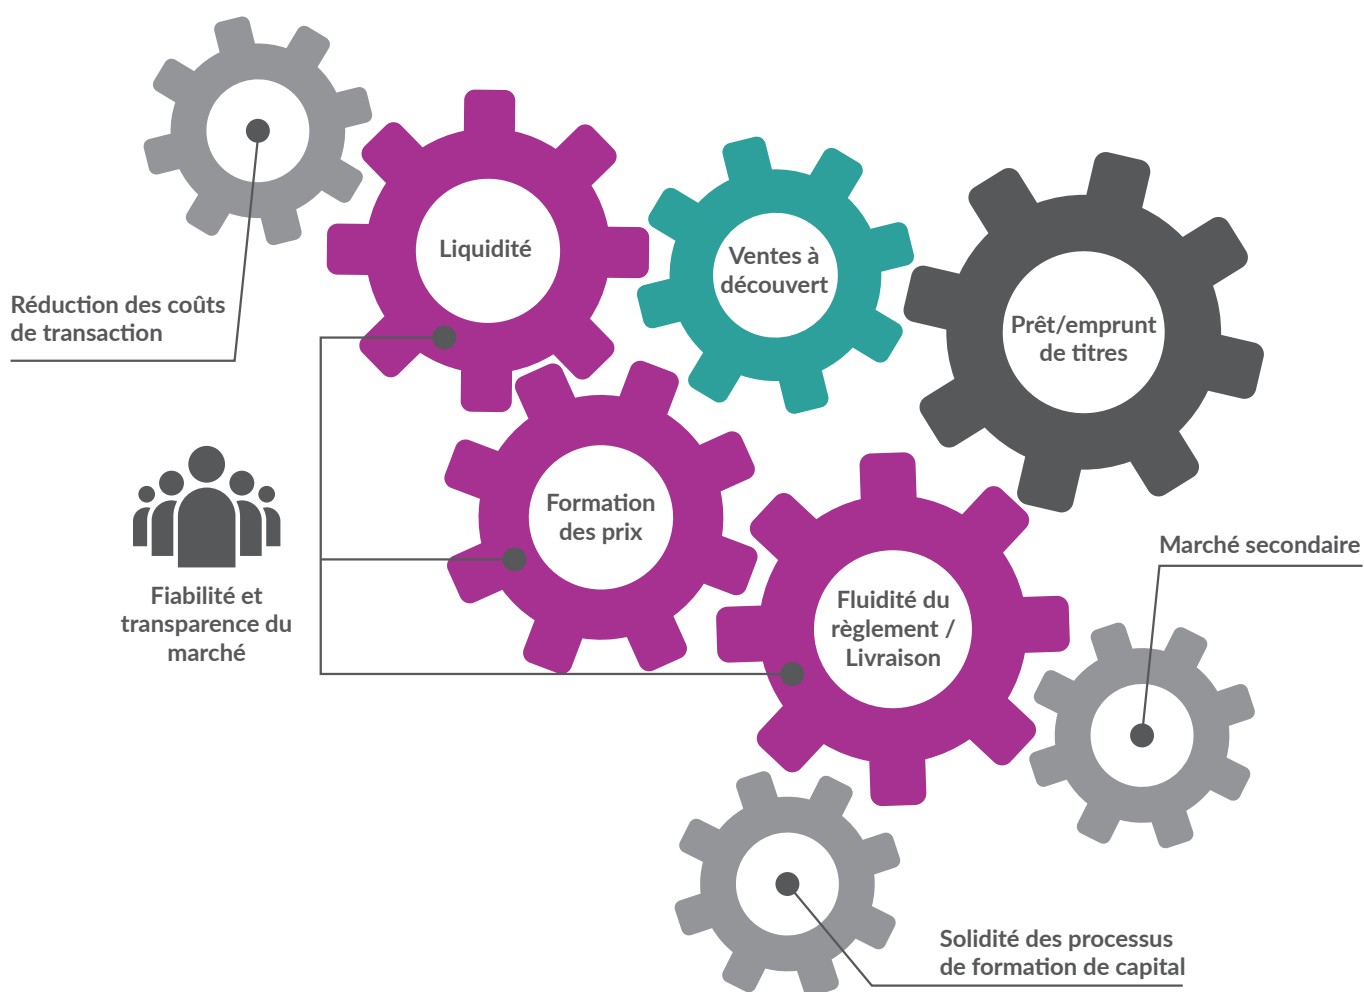 Liquidité
Ventes à
découvert
Prêt/emprunt
de titres
Réduction des coûts
de transaction
Formation
des prix
Marché secondaire
Fiabilité et
transparence du
marché
Fluidité du
règlement /
Livraison
Solidité des processus
de formation de capital